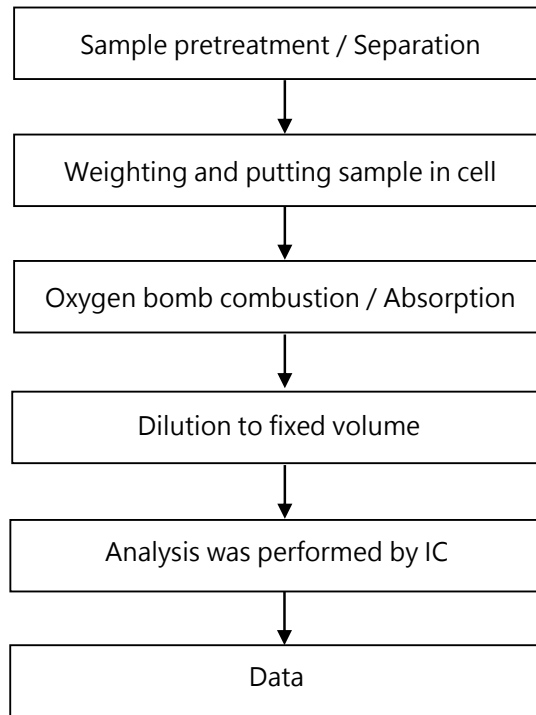 Sample pretreatment / Separation
Weighting and putting sample in cell
Oxygen bomb combustion / Absorption
Dilution to fixed volume
Analysis was performed by IC
Data